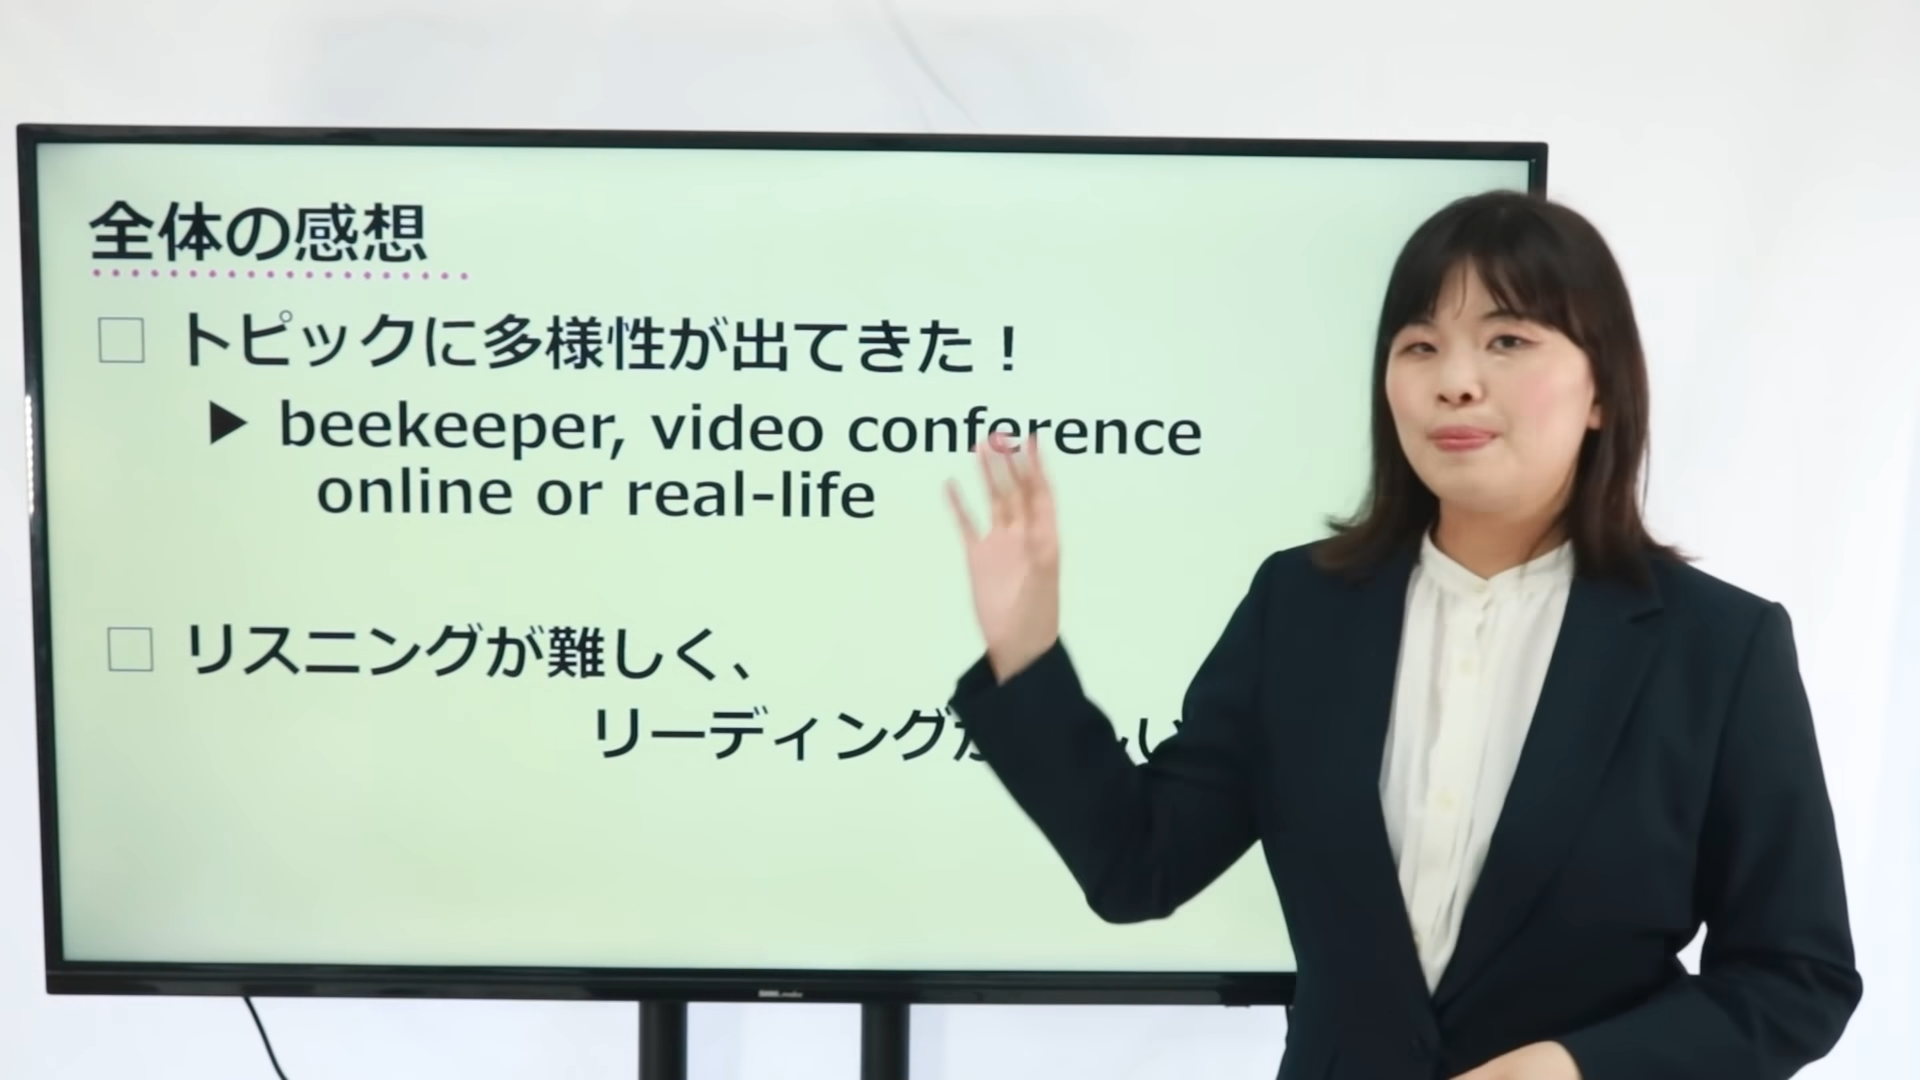 全体の感想
□ トピックに多様性が出てきた！
▶ beekeeper, video conference
online or real-life
□ リスニングが難しく、
リーディング